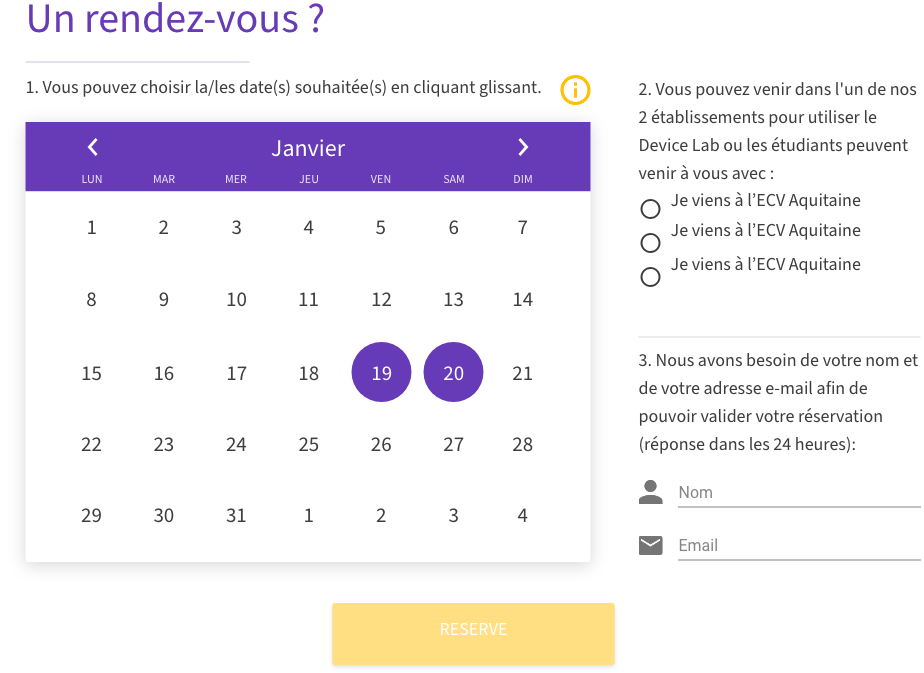 Un rendez-vous ?
1. Vous pouvez choisir la/les date(s) souhaitée(s) en cliquant glissant.
Janvier
LUN MAR MER JEU VEN SAM DIM
1 2 3 4 5 6 7
8 9 10 11 12 13 14
15 16 17 18 19 20 21
22 23 24 25 26 27 28
29 30 31 1 2 3 4
2. Vous pouvez venir dans l'un de nos
2 établissements pour utiliser le
Device Lab ou les étudiants peuvent
venir à vous avec :
Je viens à l’ECV Aquitaine
Je viens à l’ECV Aquitaine
Je viens à l’ECV Aquitaine
3. Nous avons besoin de votre nom et
de votre adresse e-mail afin de
pouvoir valider votre réservation
(réponse dans les 24 heures):
Nom
Email
RESERVE